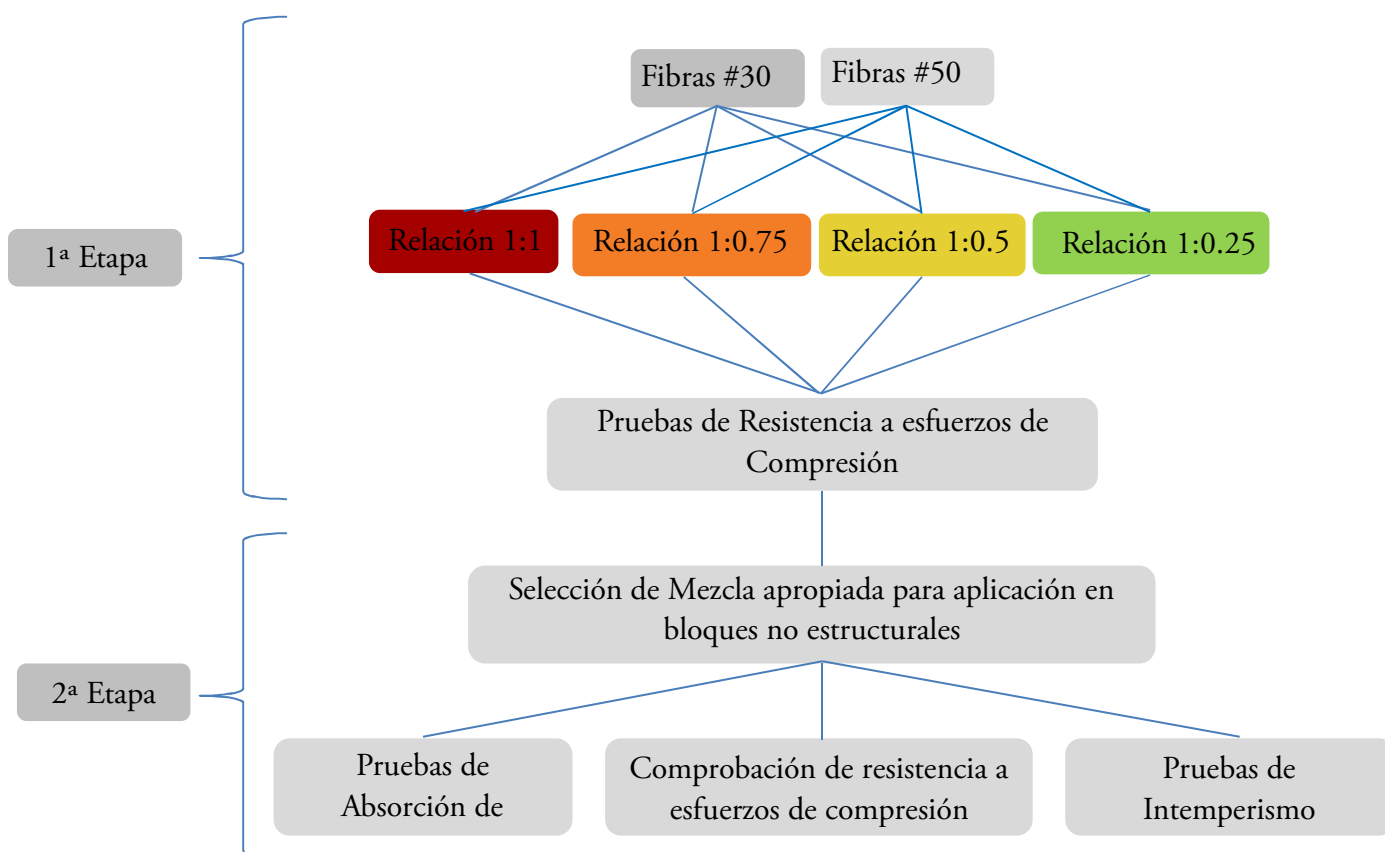 Fibras #30
Fibras #50
1ª Etapa
Relación 1:1
Relación 1:0.75
Relación 1:0.5
Relación 1:0.25
Pruebas de Resistencia a esfuerzos de
Compresión
Selección de Mezcla apropiada para aplicación en
bloques no estructurales
2ª Etapa
Pruebas de
Absorción de
Comprobación de resistencia a
esfuerzos de compresión
Pruebas de
Intemperismo